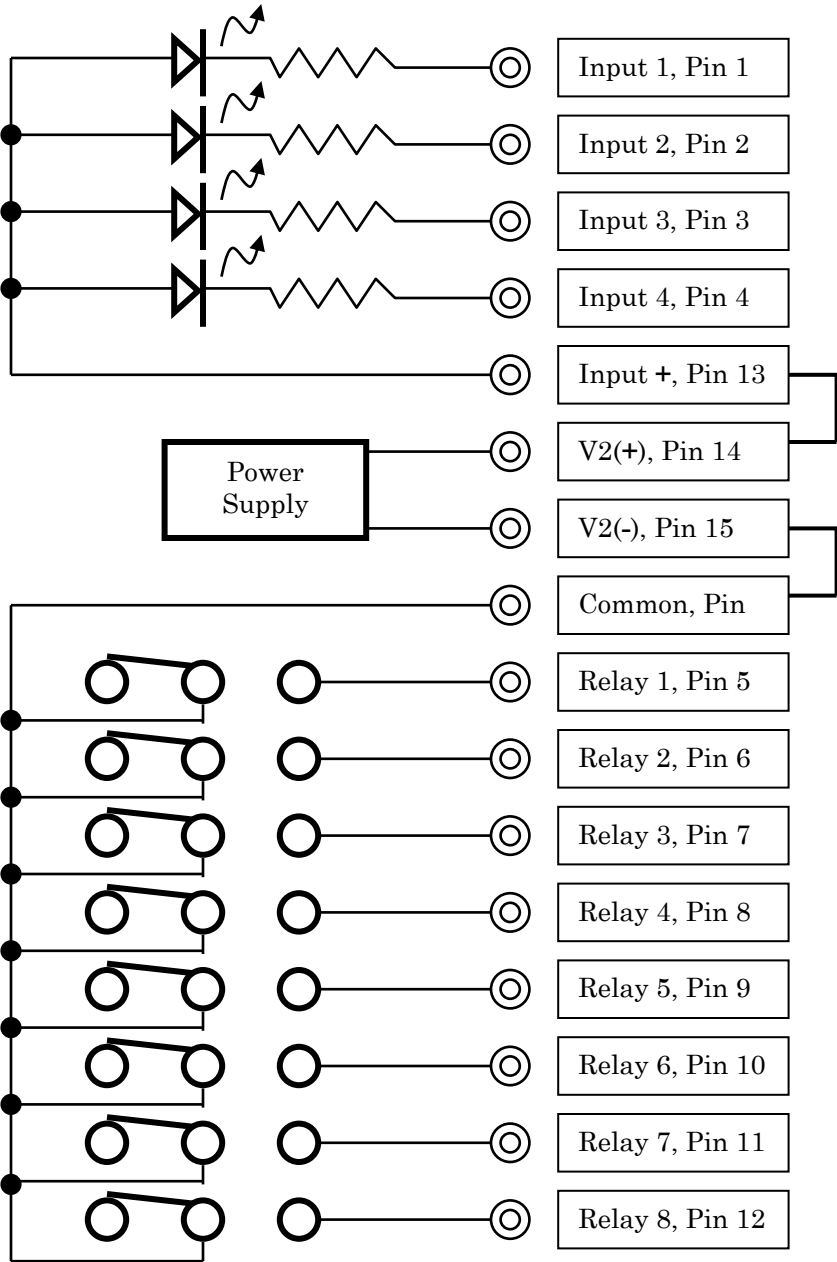 Input 1, Pin 1
Input 2, Pin 2
Input 3, Pin 3
Input 4, Pin 4
Input +, Pin 13
Power
Supply
V2(+), Pin 14
V2(-), Pin 15
Common, Pin
Relay 1, Pin 5
Relay 2, Pin 6
Relay 3, Pin 7
Relay 4, Pin 8
Relay 5, Pin 9
Relay 6, Pin 10
Relay 7, Pin 11
Relay 8, Pin 12